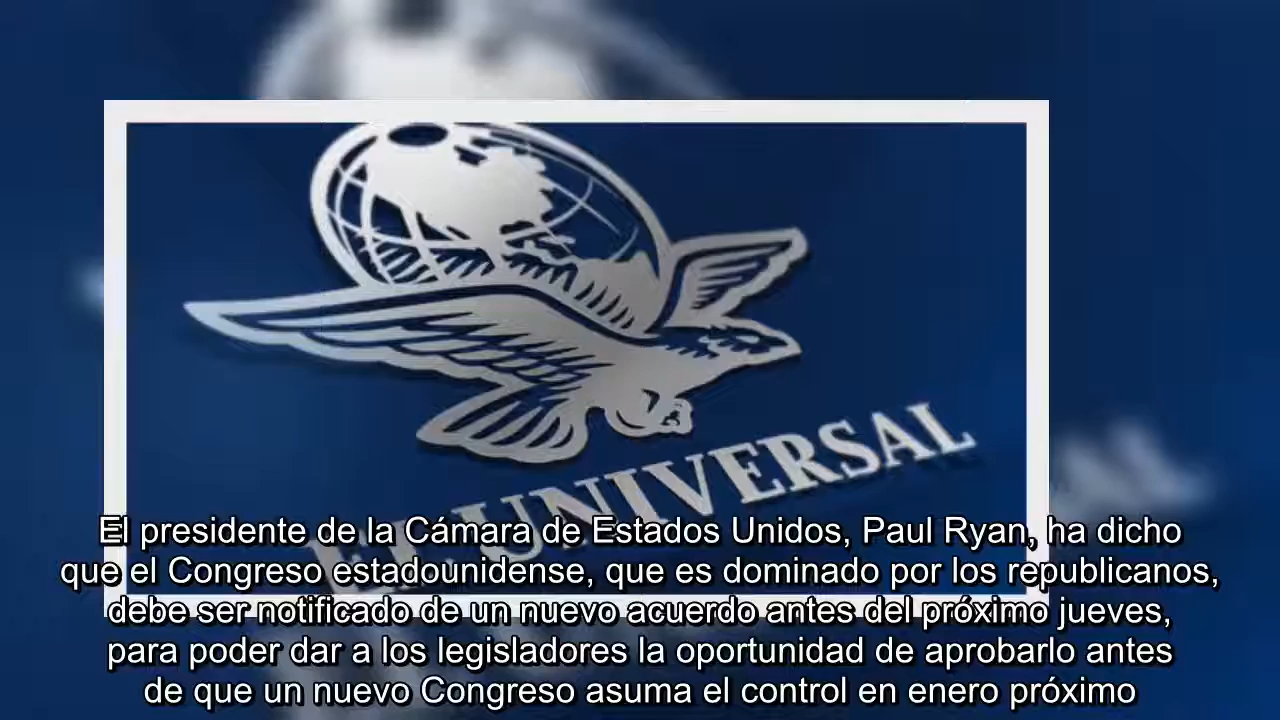 EL UNIVERSAL
El presidente de la Cámara de Estados Unidos, Paul Ryan, ha dicho
que el Congreso estadounidense, que es dominado por los republicanos,
debe ser notificado de un nuevo acuerdo antes del próximo jueves,
para poder dar a los legisladores la oportunidad de aprobarlo antes
de que un nuevo Congreso asuma el control en enero próximo